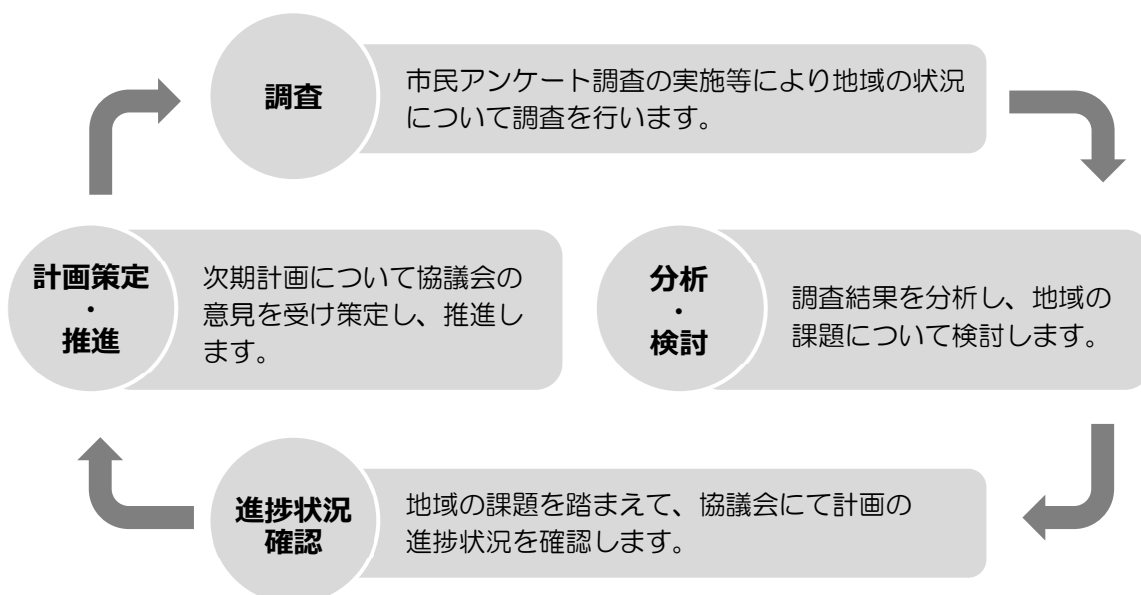 調査
市民アンケート調査の実施等により地域の状況
について調査を行います。
計画策定
・
推進
次期計画について協議会の
意見を受け策定し、推進し
ます。
分析
・
検討
調査結果を分析し、地域の
課題について検討します。
進捗状況
確認
地域の課題を踏まえて、協議会にて計画の
進捗状況を確認します。